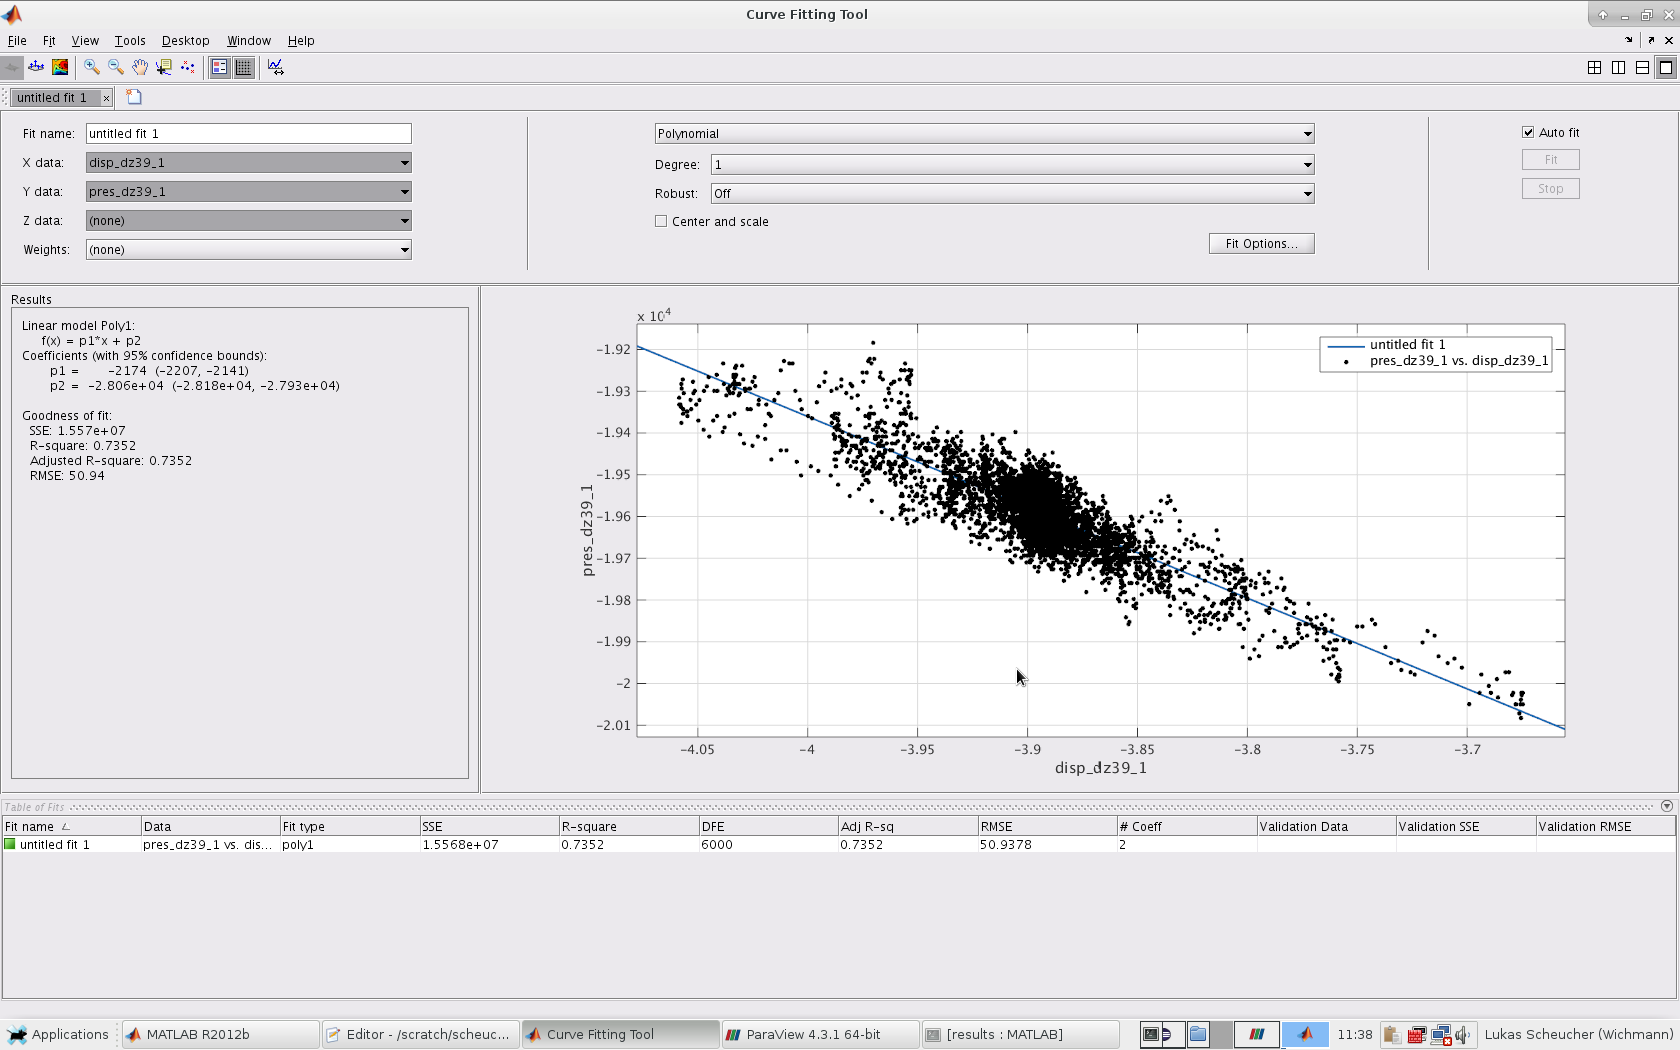 Curve Fitting Tool
File Fit View Tools Desktop Window Help
untitled fit 1
Fit name: untitled fit 1
X data: disp_dz39_1
Y data: pres_dz39_1
Z data: (none)
Weights: (none)
Polynomial
Degree: 1
Robust: Off
Center and scale
Fit Options...
Auto fit
Fit
Stop
Results
Linear model Poly1:
f(x) = p1*x + p2
Coefficients (with 95% confidence bounds):
p1 = -2174 (-2207, -2141)
p2 = -2.806e+04 (-2.818e+04, -2.793e+04)
Goodness of fit:
SSE: 1.557e+07
R-square: 0.7352
Adjusted R-square: 0.7352
RMSE: 50.94
x 10^4
-1.92
-1.93
-1.94
-1.95
-1.96
-1.97
-1.98
-1.99
-2
-2.01
pres_dz39_1
untitled fit 1
pres_dz39_1 vs. disp_dz39_1
-4.05 -4 -3.95 -3.9 -3.85 -3.8 -3.75 -3.7
disp_dz39_1
Table of Fits
Fit name Data Fit type SSE R-square DFE Adj R-sq RMSE # Coeff Validation Data Validation SSE Validation RMSE
untitled fit 1 pres_dz39_1 vs. dis... poly1 1.5568e+07 0.7352 6000 0.7352 50.9378 2
Applications MATLAB R2012b Editor - /scratch/scheuc... Curve Fitting Tool ParaView 4.3.1 64-bit [results : MATLAB] 11:38 Lukas Scheucher (Wichmann)